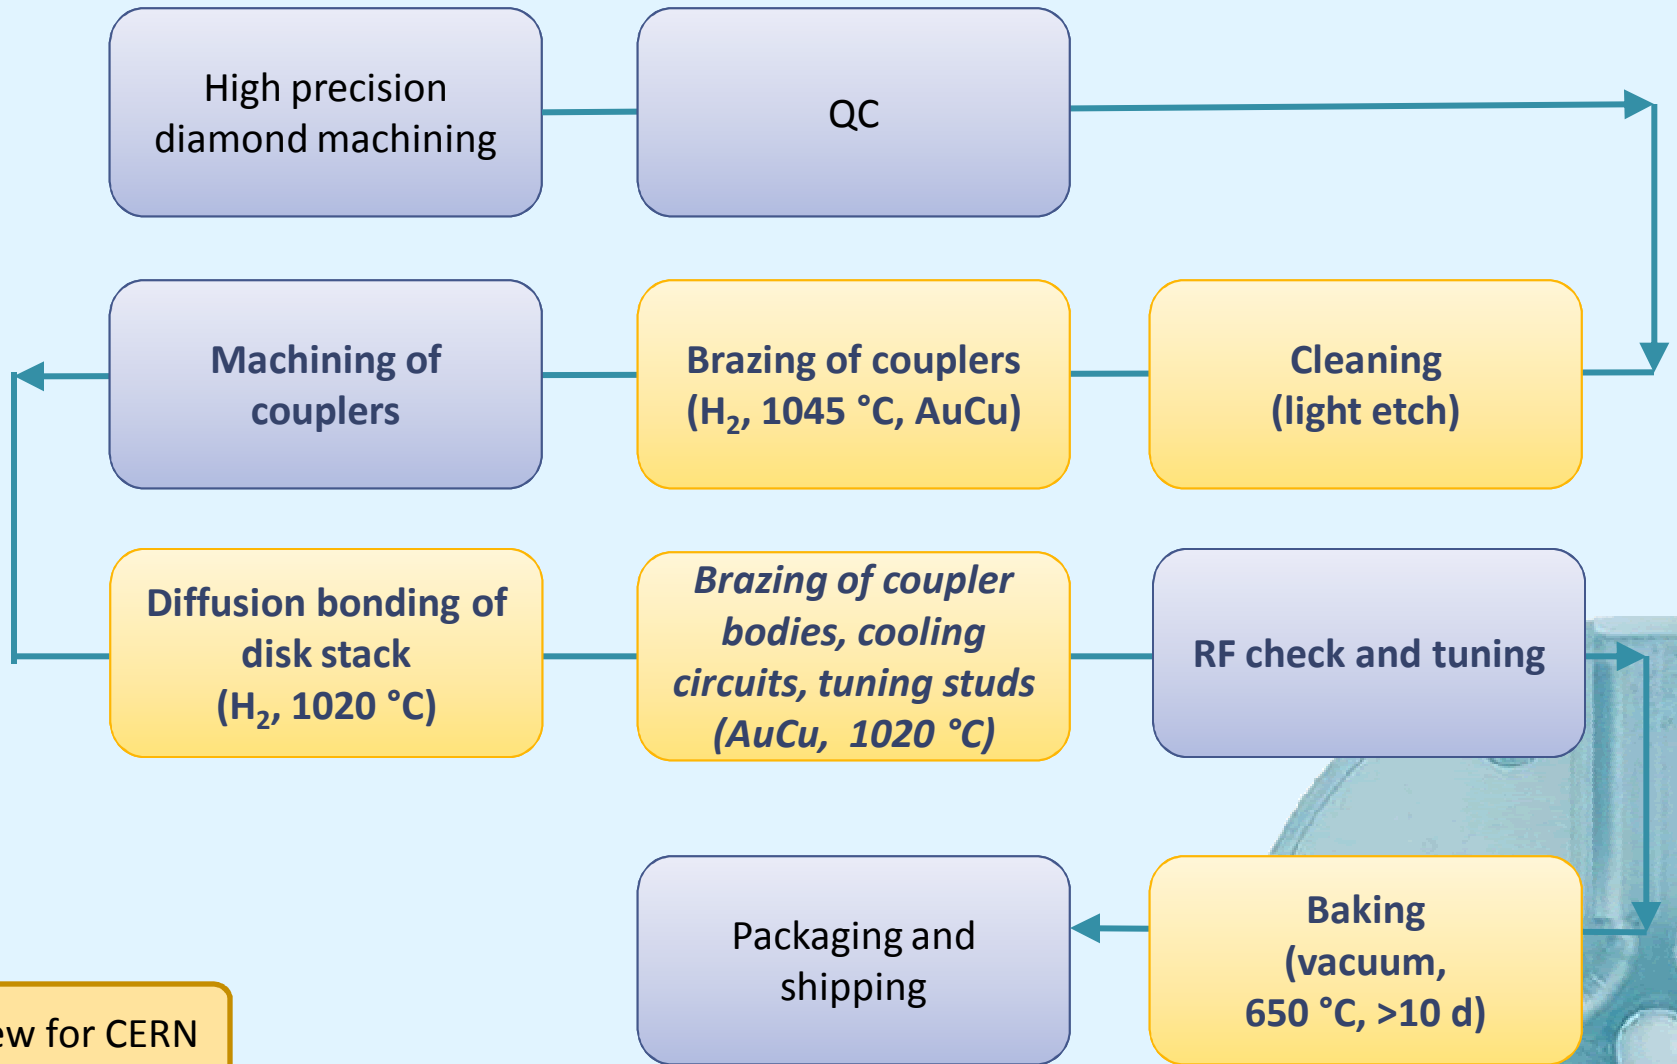 High precision
diamond machining
QC
Machining of
couplers
Brazing of couplers
(H₂, 1045 °C, AuCu)
Cleaning
(light etch)
Diffusion bonding of
disk stack
(H₂, 1020 °C)
Brazing of coupler
bodies, cooling
circuits, tuning studs
(AuCu, 1020 °C)
RF check and tuning
Packaging and
shipping
Baking
(vacuum,
650 °C, >10 d)
for CERN